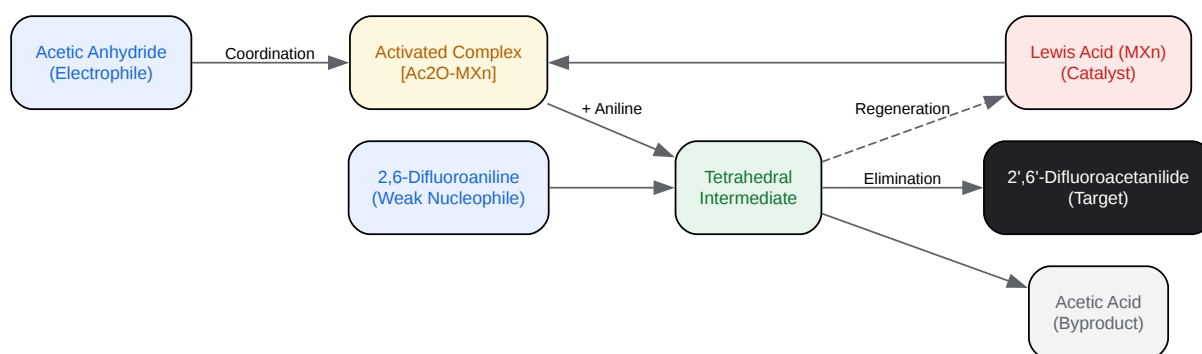 Acetic Anhydride
(Electrophile)
Coordination
Activated Complex
[Ac2O-MXn]
Lewis Acid (MXn)
(Catalyst)
+ Aniline
Regeneration
2,6-Difluoroaniline
(Weak Nucleophile)
Tetrahedral
Intermediate
Elimination
2',6'-Difluoroacetanilide
(Target)
Acetic Acid
(Byproduct)